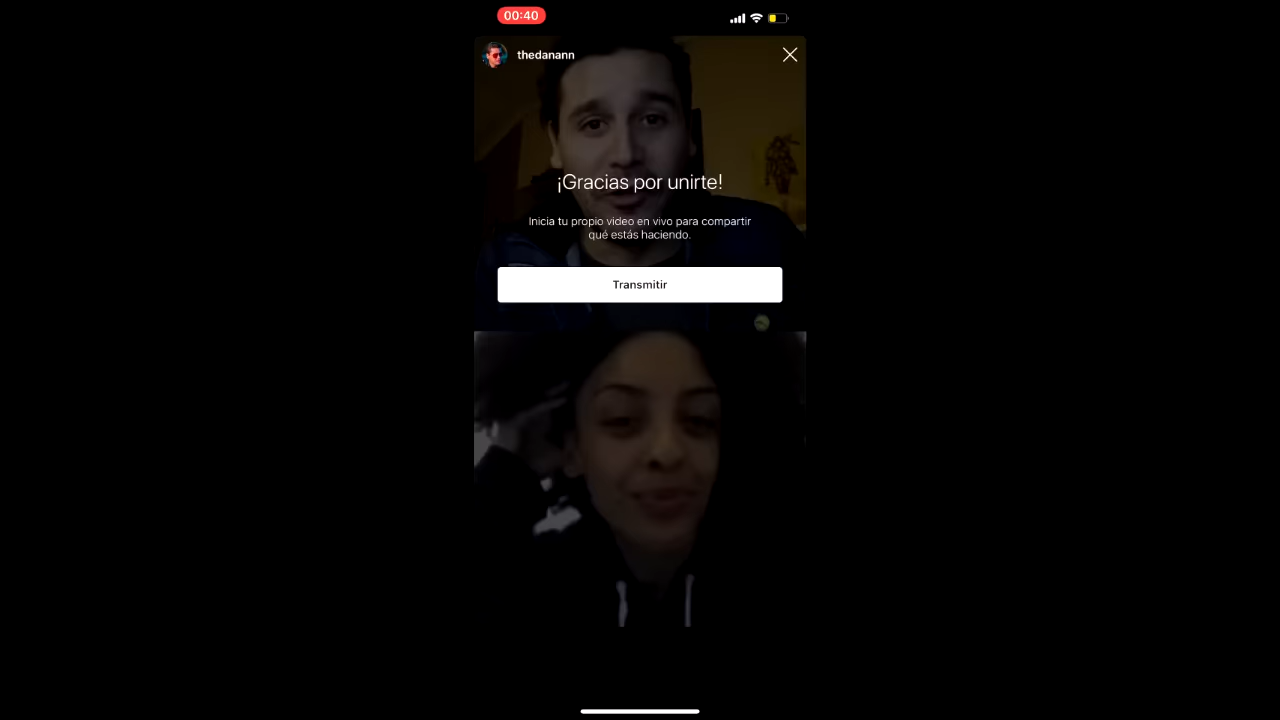 00:40
thedanann
¡Gracias por unirte!
Inicia tu propio video en vivo para compartir
qué estás haciendo.
Transmitir